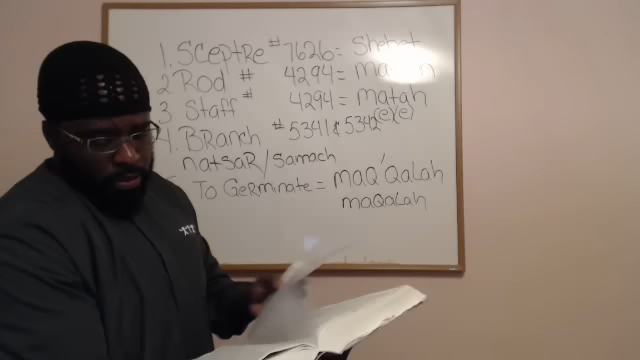 1. SCeptRe # 7626 = Shebet
2 Rod # 4294 =
3 Staff # 4294 = matah
(e)(e)
4. BRanch # 5341 & 5342
natsaR/samach
To GeRminate = maQ'Qalah
maQaLah